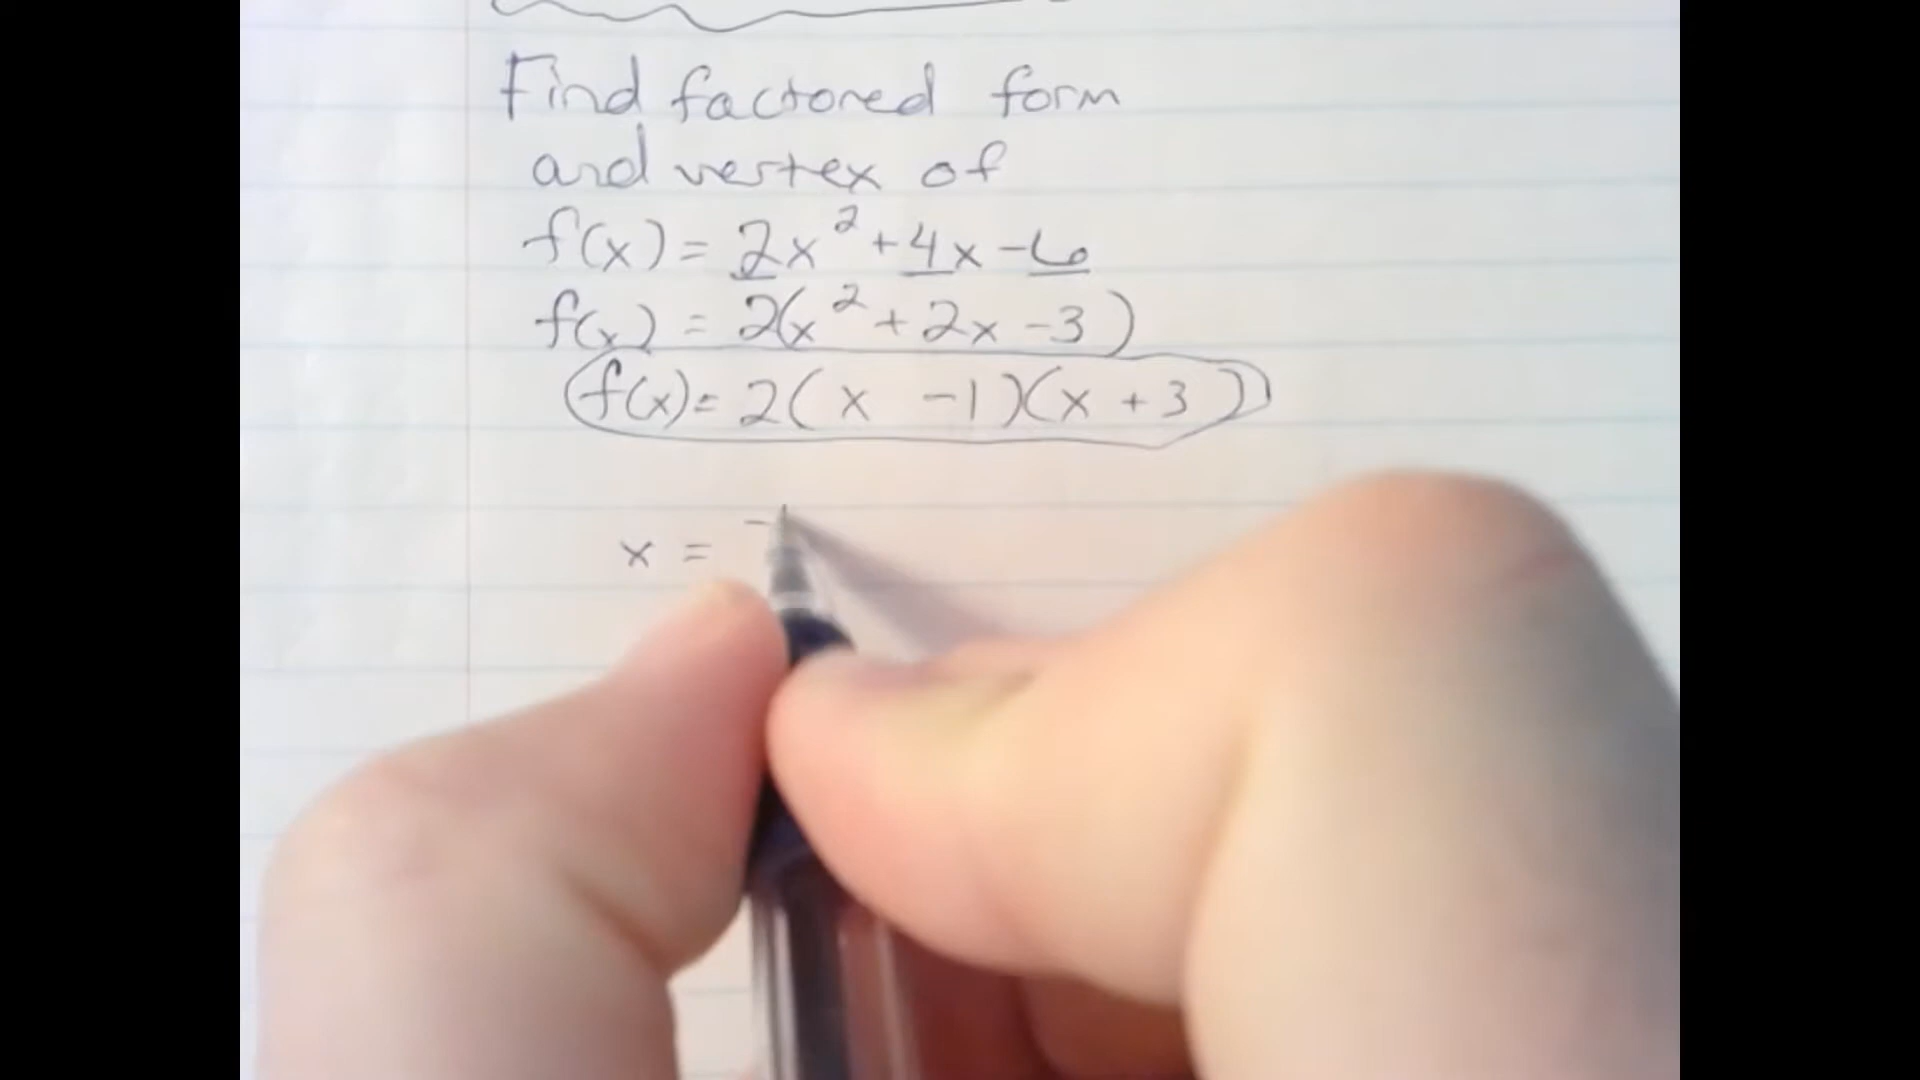 Find factored form
and vertex of
f(x) = 2x² + 4x - 6
f(x) = 2(x² + 2x - 3)
f(x) = 2(x - 1)(x + 3)
x = -